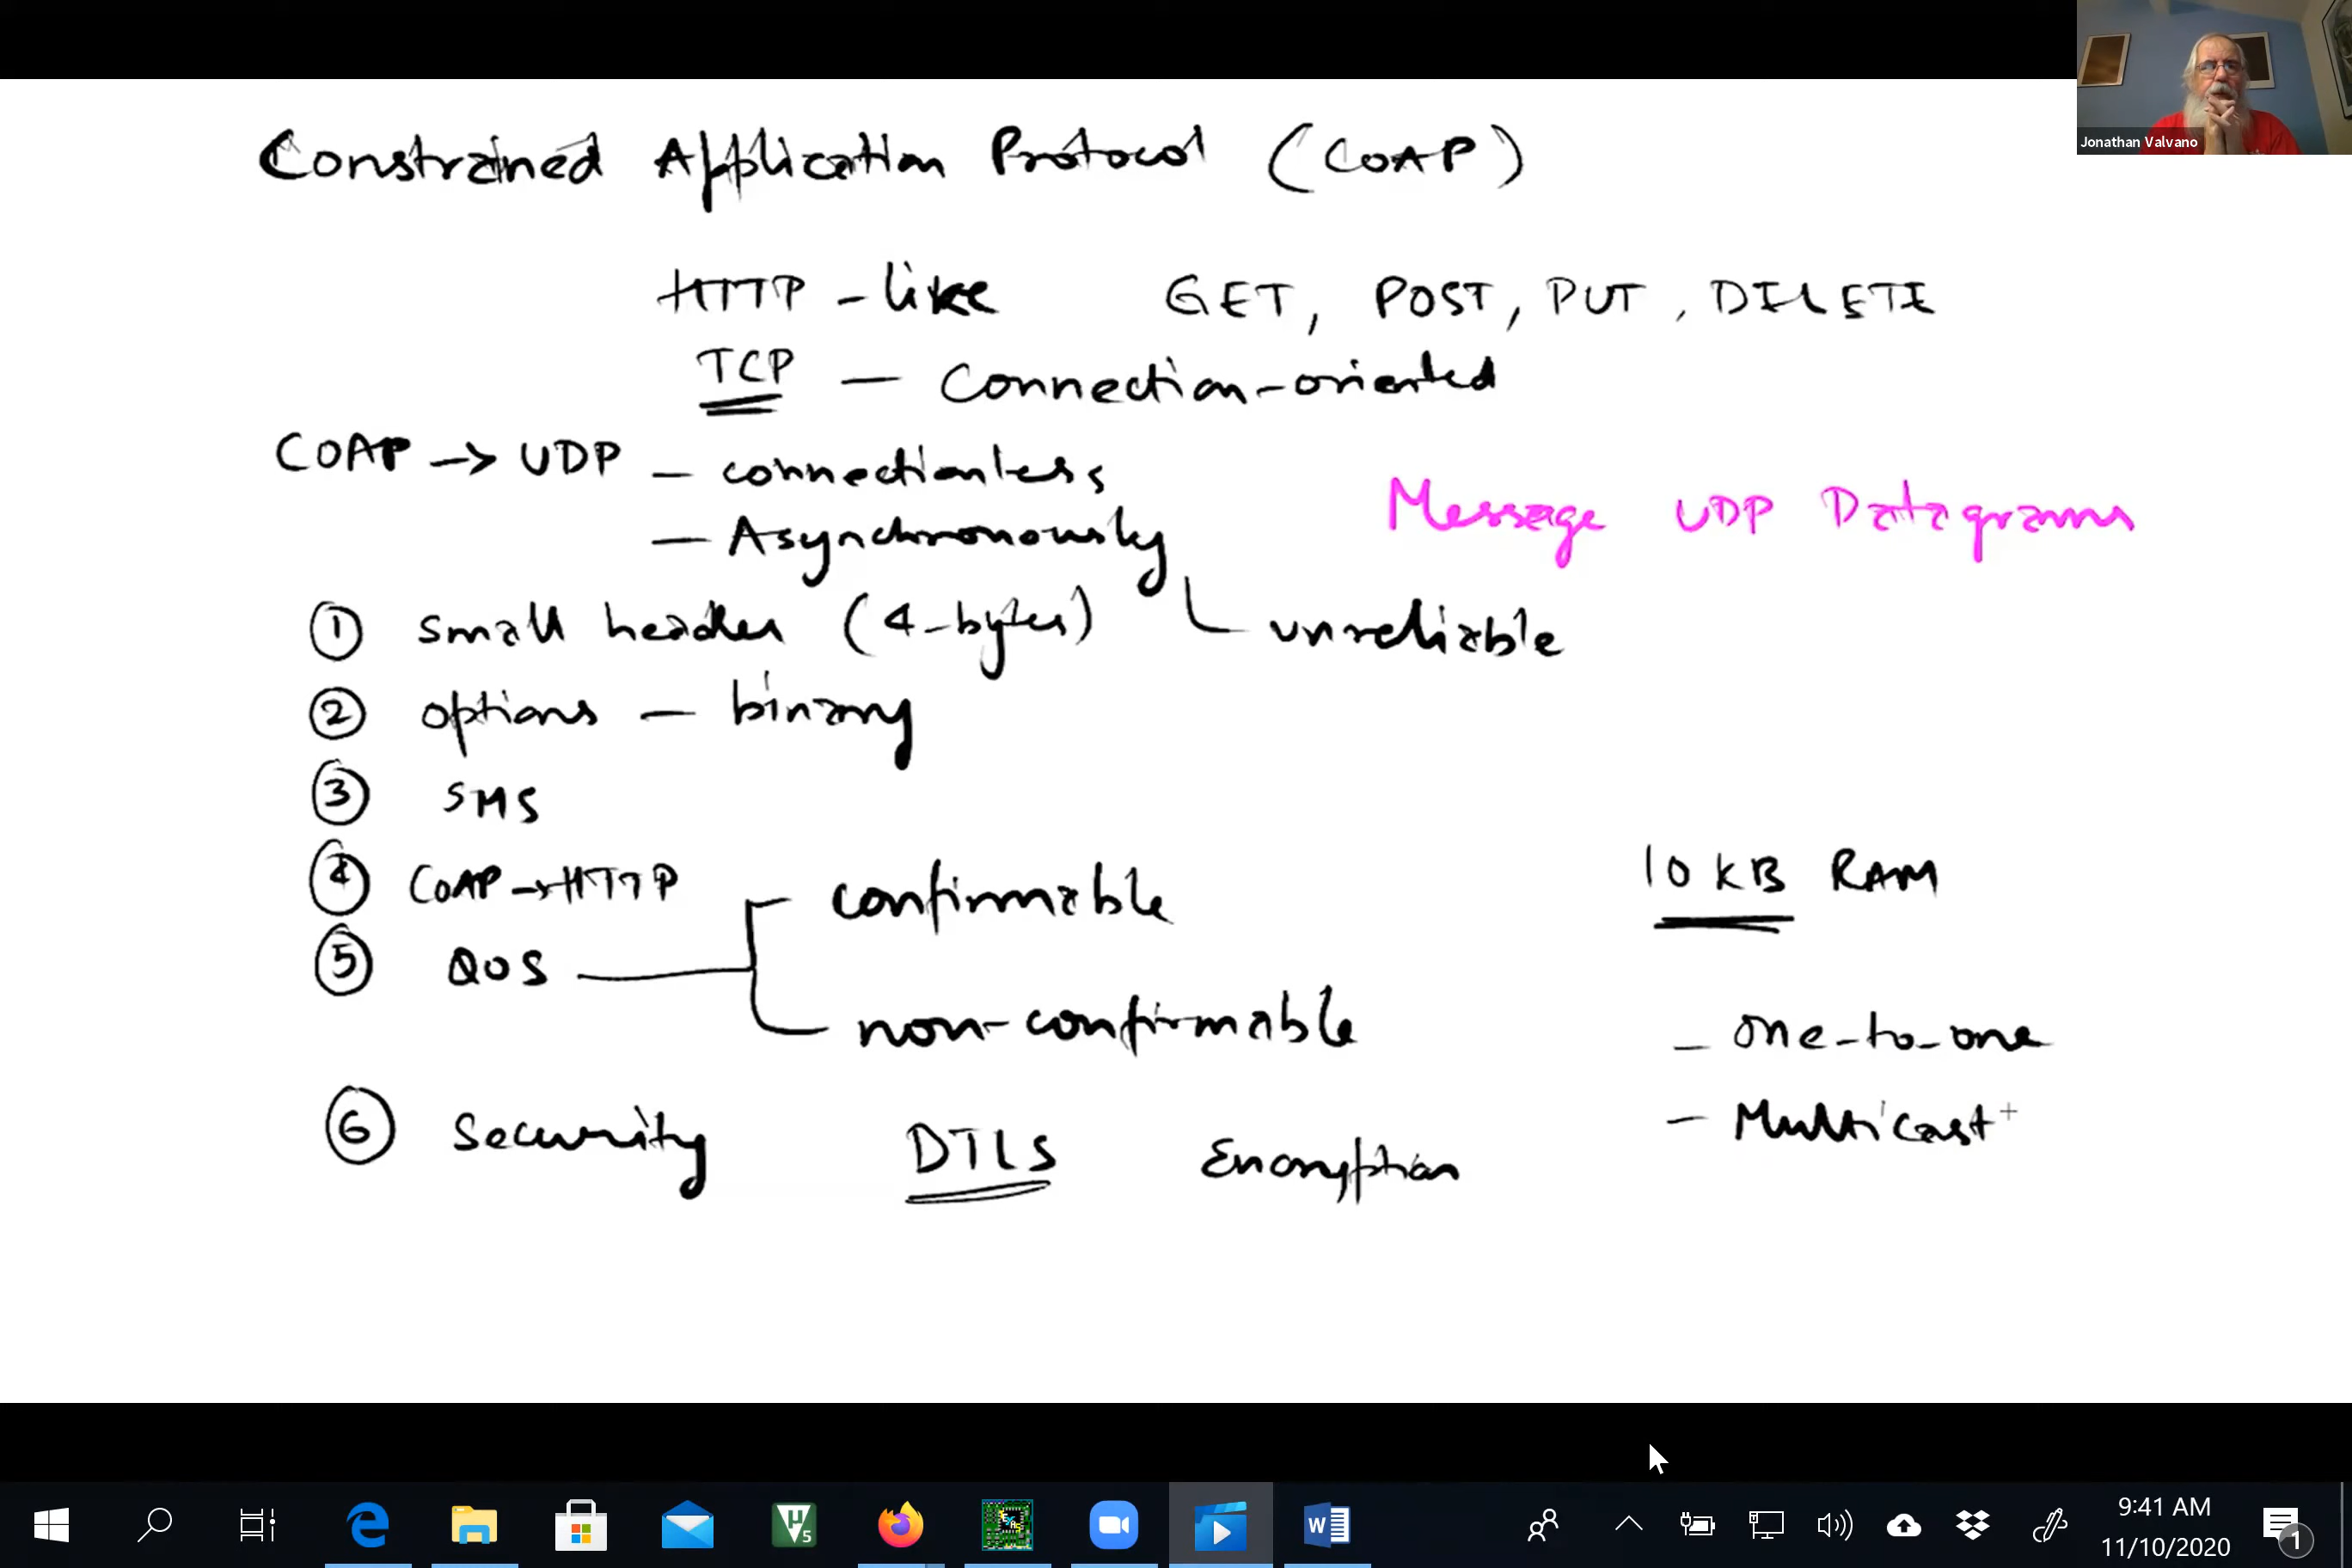 Jonathan Valvano
Constrained Application Protocol (CoAP)
HTTP - like GET, POST, PUT, DELETE
TCP — Connection-oriented
COAP → UDP — connectionless
— Asynchronously
Message UDP Datagrams
① small header (4-bytes)
unreliable
② options — binary
③ SMS
④ CoAP → HTTP
confirmable
10 KB RAM
⑤ QOS
non-confirmable
- one-to-one
- Multicast
⑥ Security DTLS Encryption
μ5
W
9:41 AM
11/10/2020
1